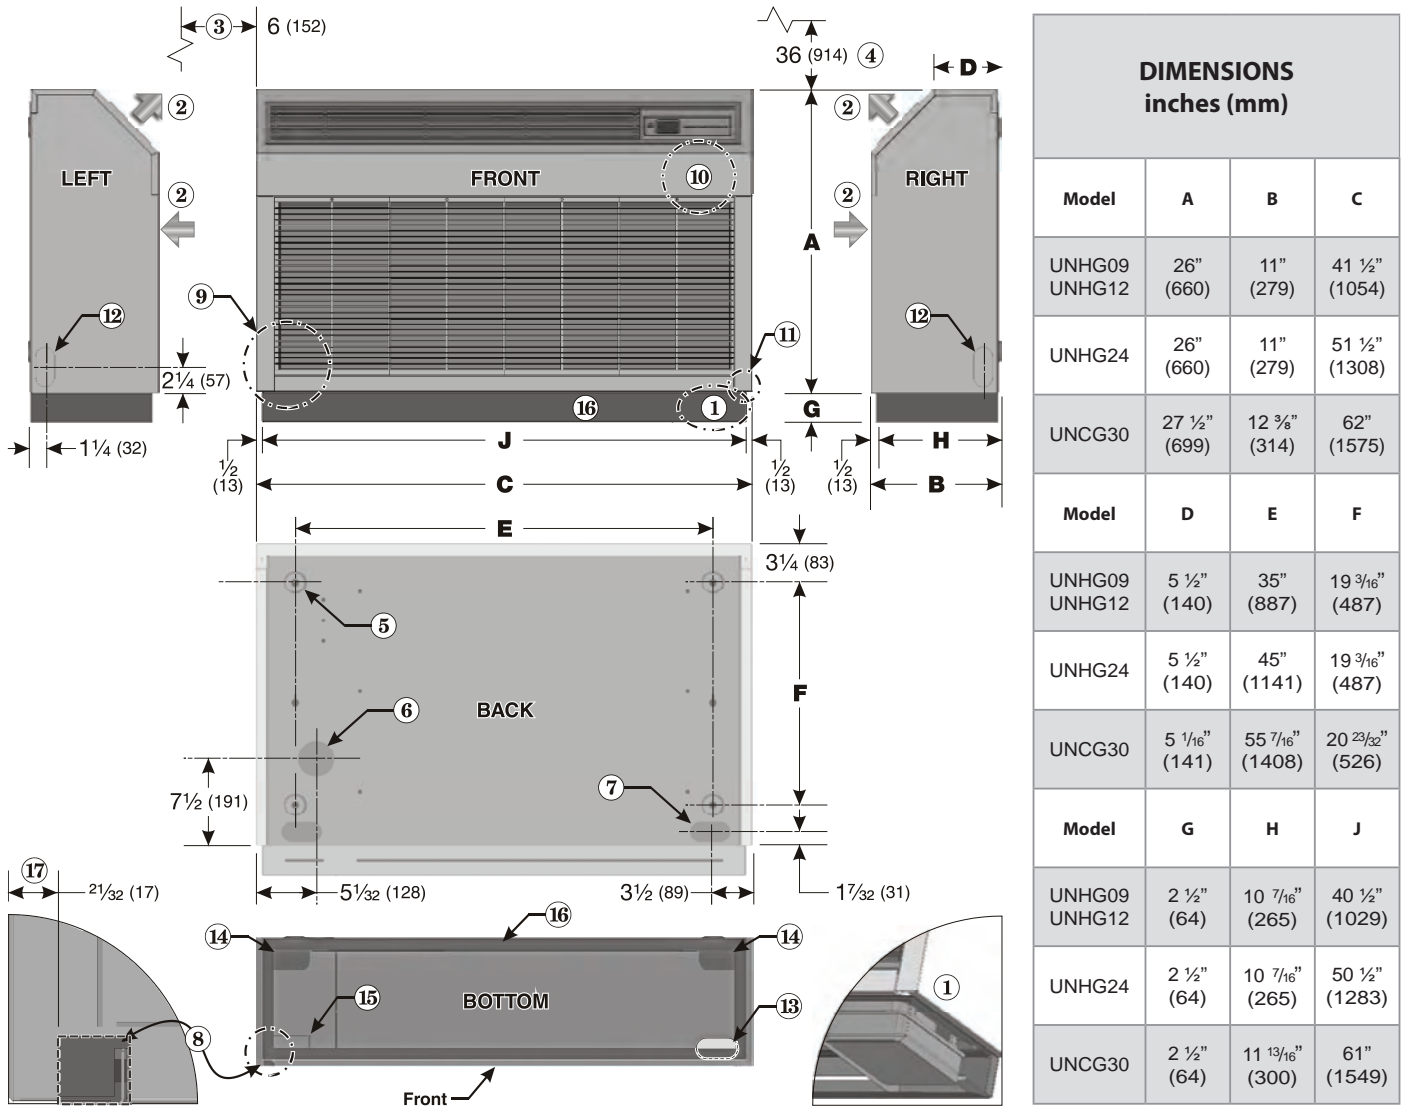 ③ 6 (152)
36 (914) ④
D
②
②
LEFT
FRONT
⑩
RIGHT
②
②
A
⑨
⑫
⑫
⑪
2¼ (57)
⑯
①
G
1¼ (32)
½
(13)
J
½
(13)
½
(13)
H
C
B
E
3¼ (83)
⑤
F
⑥
BACK
7½ (191)
⑦
⑰
21⁄32 (17)
5 1⁄32 (128)
3½ (89)
1 7⁄32 (31)
⑭
⑯
⑭
①
⑮
BOTTOM
⑬
⑧
Front
DIMENSIONS
inches (mm)
Model A B C
UNHG09 26” 11” 41 ½”
UNHG12 (660) (279) (1054)
UNHG24 26” 11” 51 ½”
(660) (279) (1308)
UNCG30 27 ½” 12 ⅜” 62”
(699) (314) (1575)
Model D E F
UNHG09 5 ½” 35” 19 3⁄16”
UNHG12 (140) (887) (487)
UNHG24 5 ½” 45” 19 3⁄16”
(140) (1141) (487)
UNCG30 5 1⁄16” 55 7⁄16” 20 23⁄32”
(141) (1408) (526)
Model G H J
UNHG09 2 ½” 10 7⁄16” 40 ½”
UNHG12 (64) (265) (1029)
UNHG24 2 ½” 10 7⁄16” 50 ½”
(64) (265) (1283)
UNCG30 2 ½” 11 13⁄16” 61”
(64) (300) (1549)